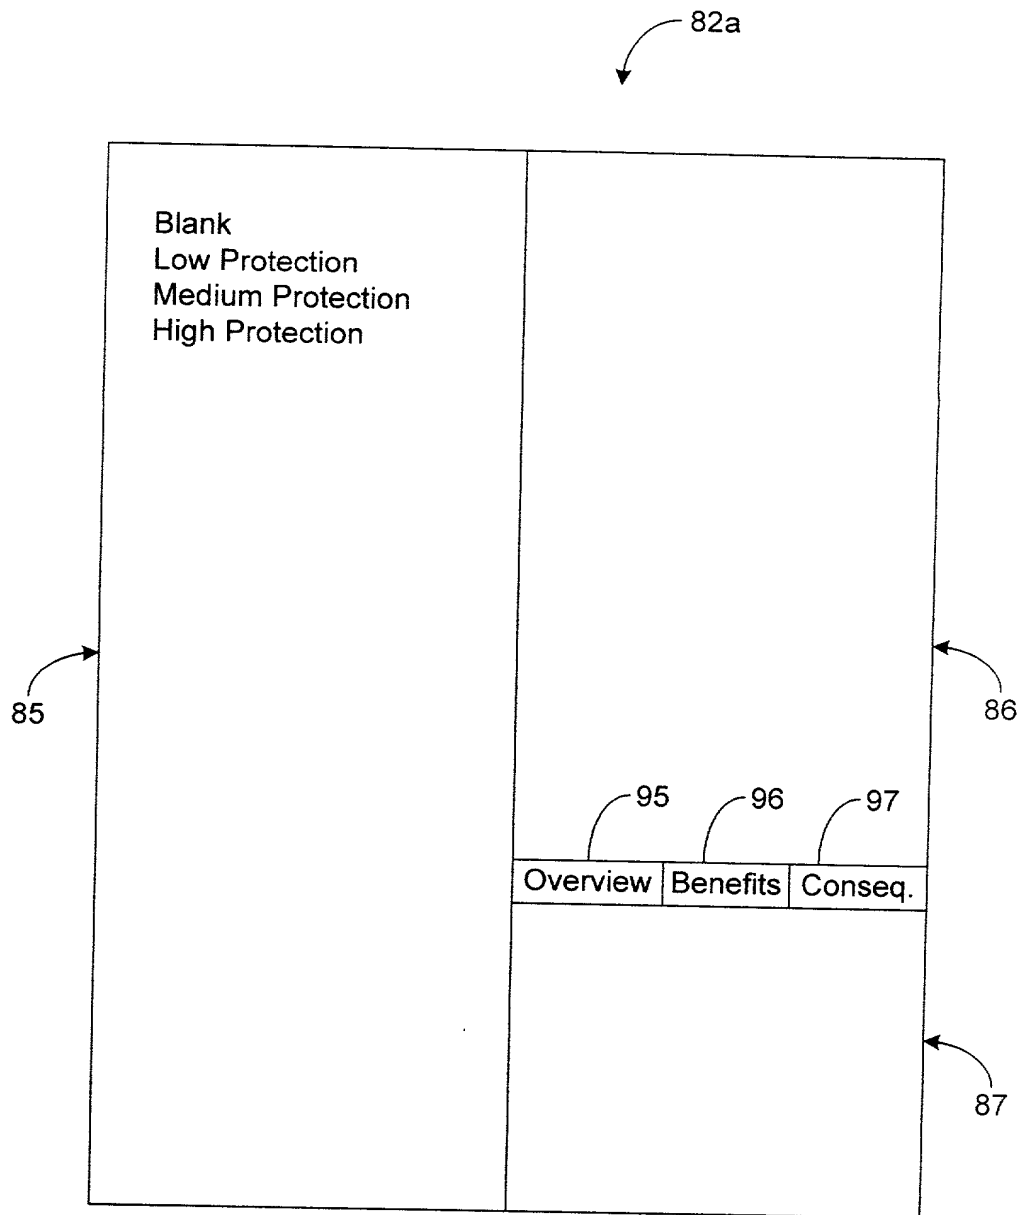 82a
Blank
Low Protection
Medium Protection
High Protection
85
86
95 96 97
Overview Benefits Conseq.
87